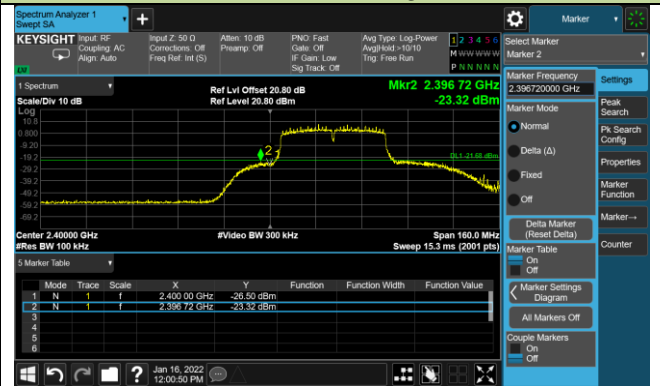 Spectrum Analyzer 1
Swept SA
Marker
KEYSIGHT Input: RF Input Z: 50 Ω Atten: 10 dB PNO: Fast Avg Type: Log-Power 1 2 3 4 5 6
Coupling: AC Corrections: Off Preamp: Off Gate: Off Avg|Hold:>10/10 M W W W W W
Align: Auto Freq Ref: Int (S) IF Gain: Low Trig: Free Run
Sig Track: Off P N N N N N
LXI
1 Spectrum
Ref Lvl Offset 20.80 dB
Mkr2 2.396 72 GHz
Scale/Div 10 dB
Ref Level 20.80 dBm
-23.32 dBm
Log
10.8
0.800
-9.20
-19.2
-29.2
-39.2
-49.2
-59.2
-69.2
2 1
DL1 -21.68 dBm
Center 2.40000 GHz #Video BW 300 kHz Span 160.0 MHz
#Res BW 100 kHz Sweep 15.3 ms (2001 pts)
5 Marker Table
Mode Trace Scale X Y Function Function Width Function Value
1 N 1 f 2.400 00 GHz -26.50 dBm
2 N 1 f 2.396 72 GHz -23.32 dBm
3
4
5
6
Jan 16, 2022
12:00:50 PM
Select Marker
Marker 2
Marker Frequency
2.396720000 GHz
Marker Mode
Normal
Delta (Δ)
Fixed
Off
Delta Marker
(Reset Delta)
Marker Table
On
Off
Marker Settings
Diagram
All Markers Off
Couple Markers
On
Off
Settings
Peak
Search
Pk Search
Config
Properties
Marker
Function
Marker→
Counter